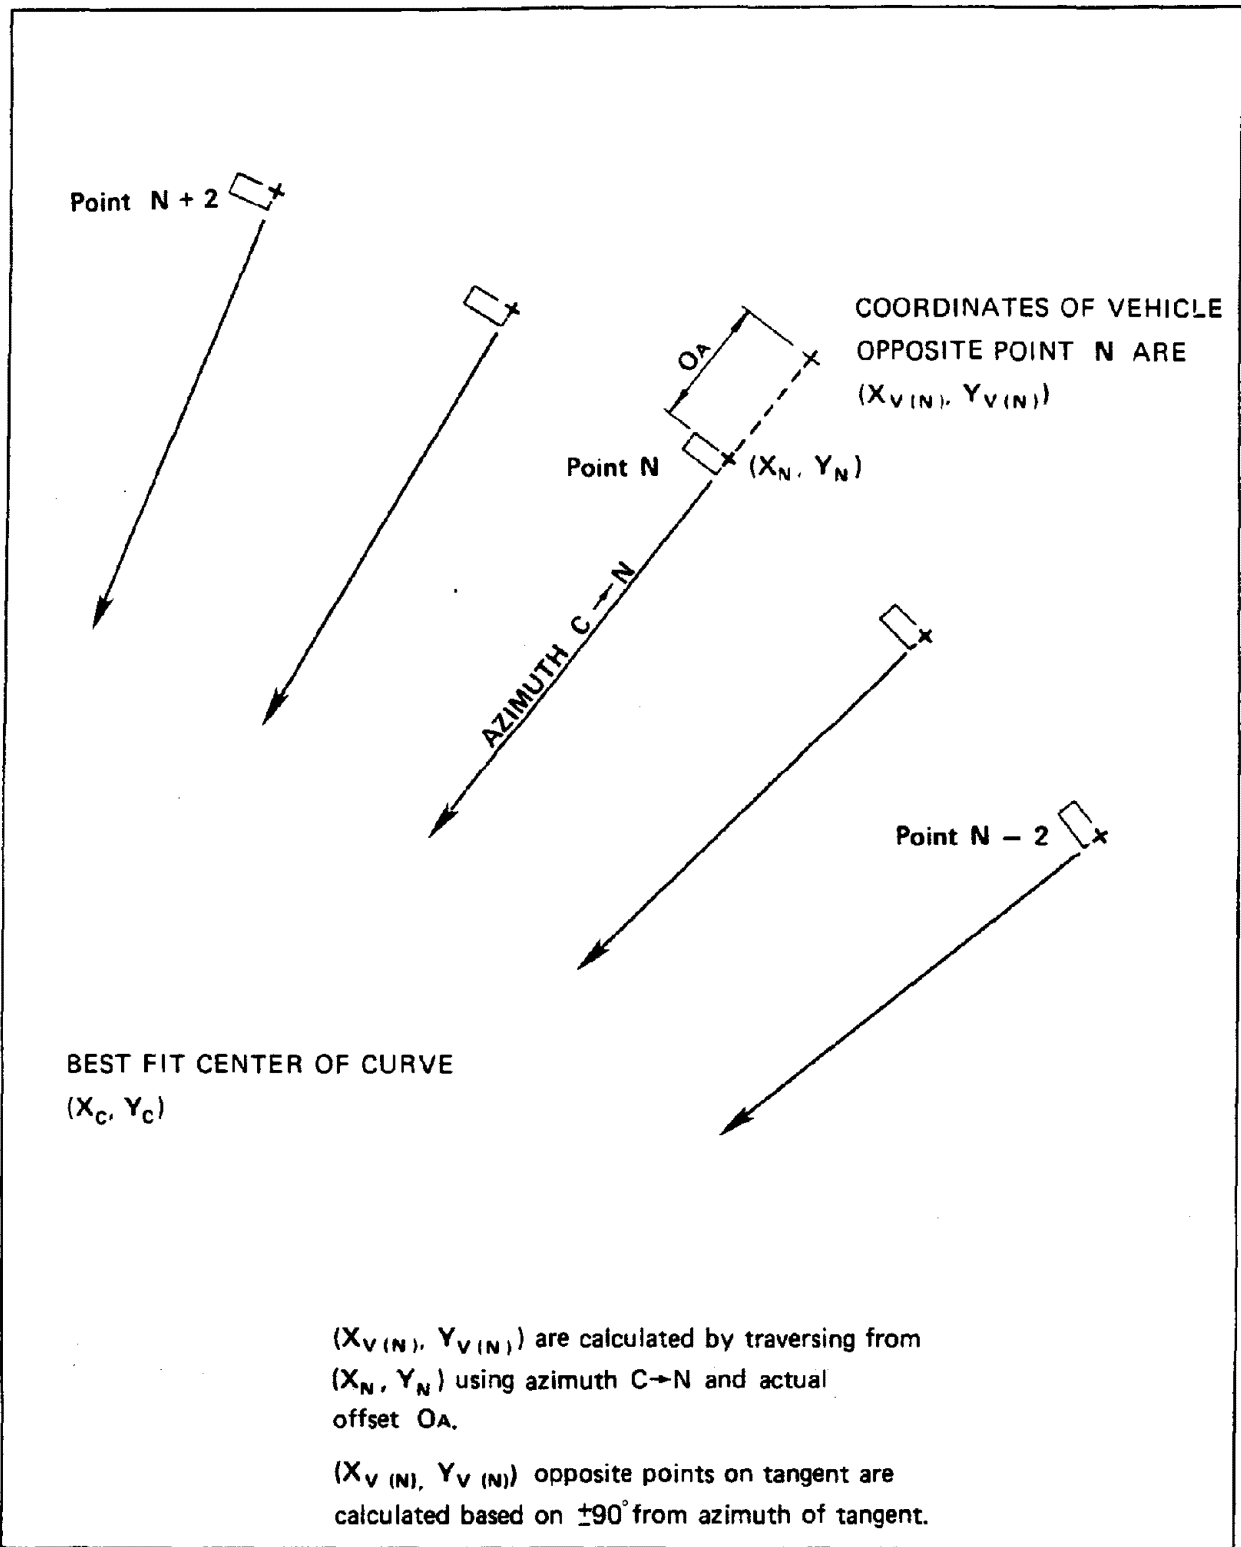 Point N + 2
COORDINATES OF VEHICLE
OPPOSITE POINT N ARE
(XV(N), YV(N))
OA
Point N
(XN, YN)
AZIMUTH C → N
Point N – 2
BEST FIT CENTER OF CURVE
(XC, YC)
(XV(N), YV(N)) are calculated by traversing from
(XN, YN) using azimuth C→N and actual
offset OA.
(XV(N), YV(N)) opposite points on tangent are
calculated based on ±90° from azimuth of tangent.